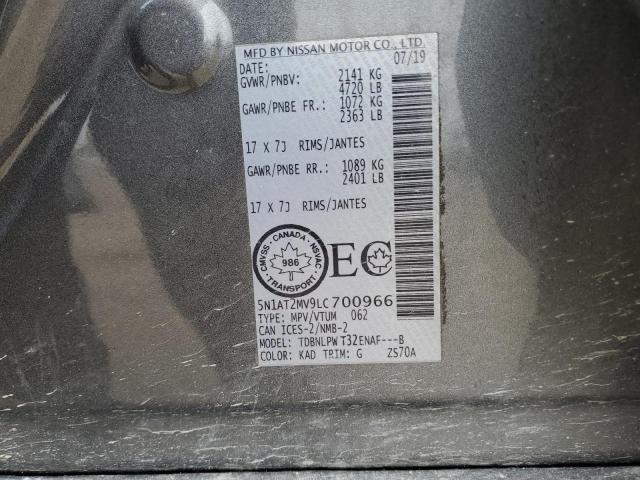 MFD BY NISSAN MOTOR CO., LTD.
DATE: 07/19
GVWR/PNBV: 2141 KG
4720 LB
GAWR/PNBE FR.: 1072 KG
2363 LB
17 X 7J RIMS/JANTES
GAWR/PNBE RR.: 1089 KG
2401 LB
17 X 7J RIMS/JANTES
CMVSS - CANADA - NSVAC
986
TRANSPORT
EC
5N1AT2MV9LC700966
TYPE: MPV/VTUM 062
CAN ICES-2/NMB-2
MODEL: TDBNLPW T32ENAF---B
COLOR: KAD TRIM: G ZS70A